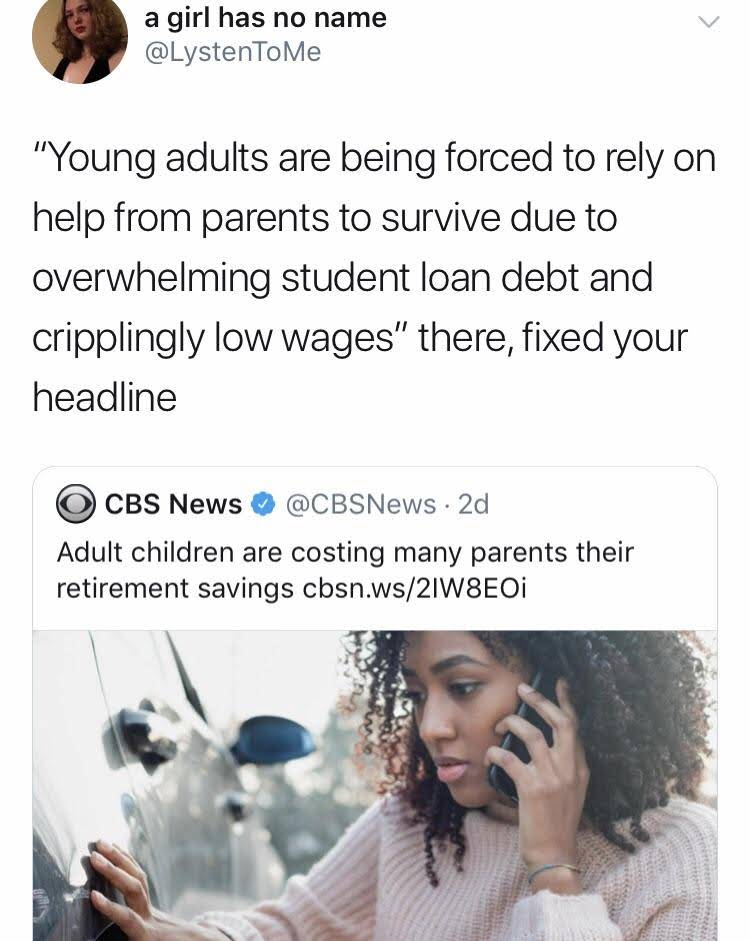 a girl has no name
@LystenToMe
“Young adults are being forced to rely on
help from parents to survive due to
overwhelming student loan debt and
cripplingly low wages” there, fixed your
headline
CBS News @CBSNews · 2d
Adult children are costing many parents their
retirement savings cbsn.ws/2IW8EOi